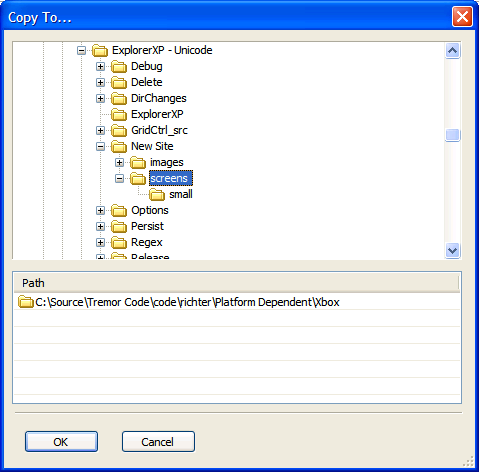 Copy To...
ExplorerXP - Unicode
Debug
Delete
DirChanges
ExplorerXP
GridCtrl_src
New Site
images
screens
small
Options
Persist
Regex
Release
Path
C:\Source\Tremor Code\code\richter\Platform Dependent\Xbox
OK
Cancel